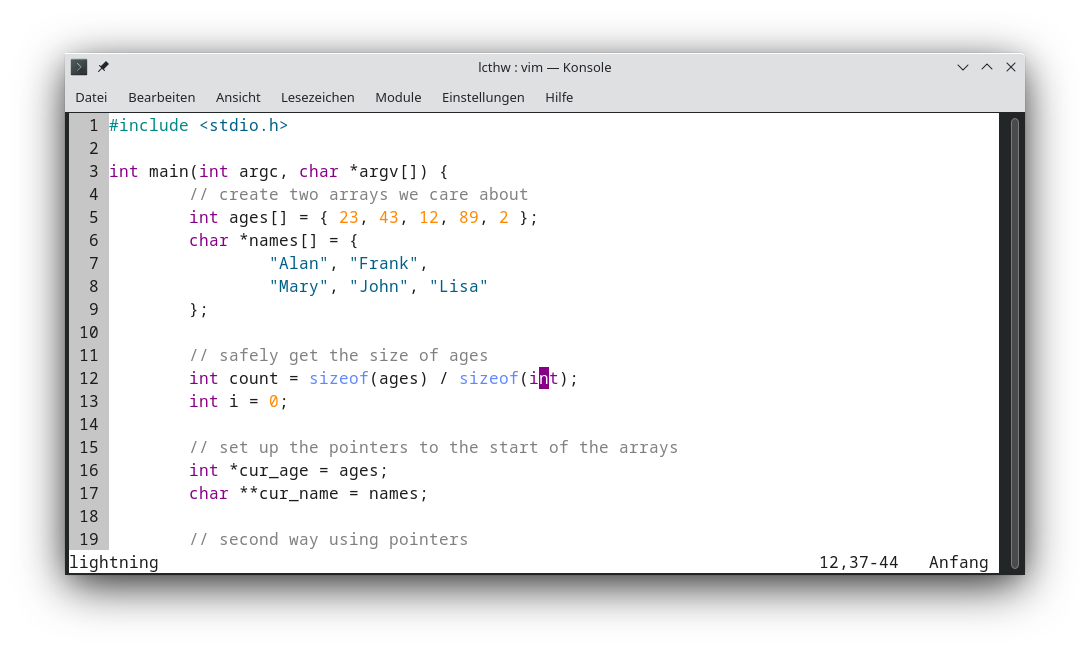 lcthw : vim — Konsole
Datei Bearbeiten Ansicht Lesezeichen Module Einstellungen Hilfe
1 #include <stdio.h>
2
3 int main(int argc, char *argv[]) {
4         // create two arrays we care about
5         int ages[] = { 23, 43, 12, 89, 2 };
6         char *names[] = {
7                 "Alan", "Frank",
8                 "Mary", "John", "Lisa"
9         };
10
11         // safely get the size of ages
12         int count = sizeof(ages) / sizeof(int);
13         int i = 0;
14
15         // set up the pointers to the start of the arrays
16         int *cur_age = ages;
17         char **cur_name = names;
18
19         // second way using pointers
lightning 12,37-44 Anfang